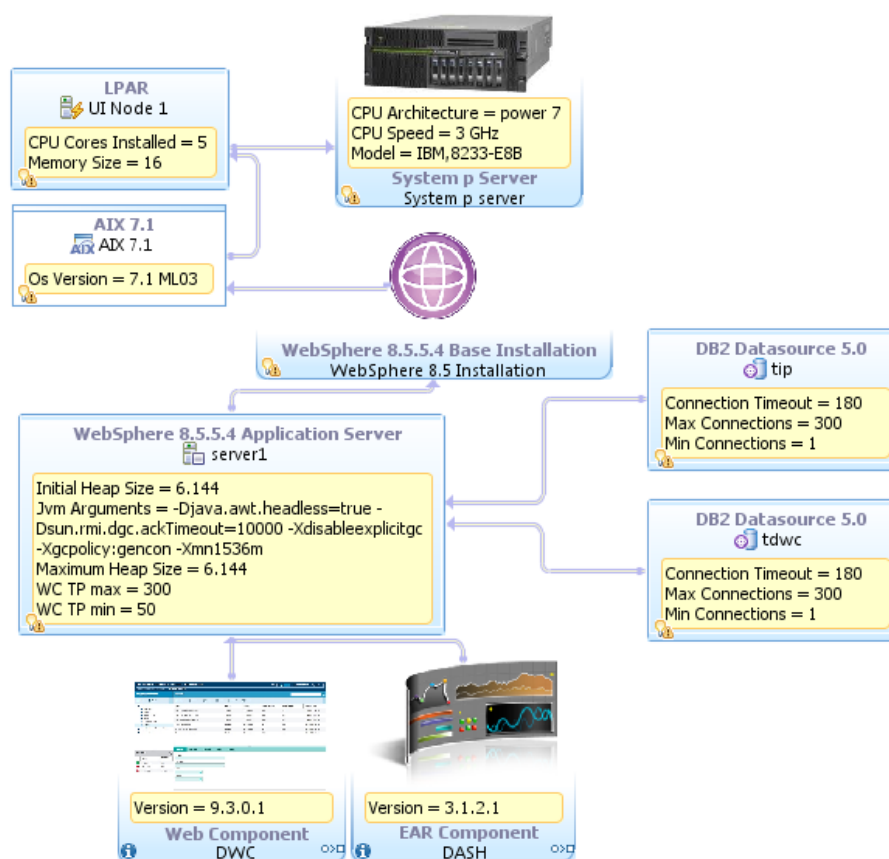 LPAR
UI Node 1
CPU Cores Installed = 5
Memory Size = 16
CPU Architecture = power 7
CPU Speed = 3 GHz
Model = IBM,8233-E8B
System p Server
System p server
AIX 7.1
AIX AIX 7.1
Os Version = 7.1 ML03
WebSphere 8.5.5.4 Base Installation
WebSphere 8.5 Installation
DB2 Datasource 5.0
tip
Connection Timeout = 180
Max Connections = 300
Min Connections = 1
WebSphere 8.5.5.4 Application Server
server1
Initial Heap Size = 6.144
Jvm Arguments = -Djava.awt.headless=true -
Dsun.rmi.dgc.ackTimeout=10000 -Xdisableexplicitgc
-Xgcpolicy:gencon -Xmn1536m
Maximum Heap Size = 6.144
WC TP max = 300
WC TP min = 50
DB2 Datasource 5.0
tdwc
Connection Timeout = 180
Max Connections = 300
Min Connections = 1
Version = 9.3.0.1
Web Component
DWC
Version = 3.1.2.1
EAR Component
DASH